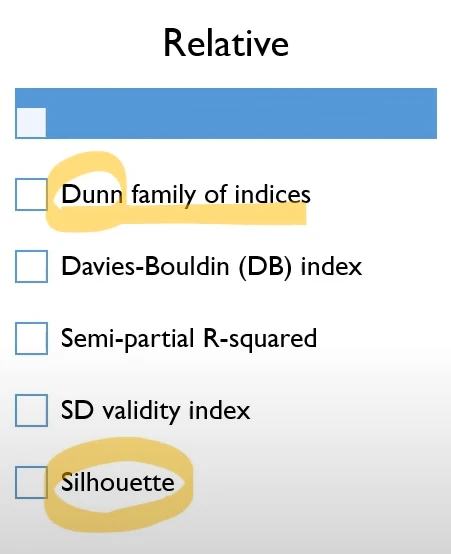 Relative
Dunn family of indices
Davies-Bouldin (DB) index
Semi-partial R-squared
SD validity index
Silhouette